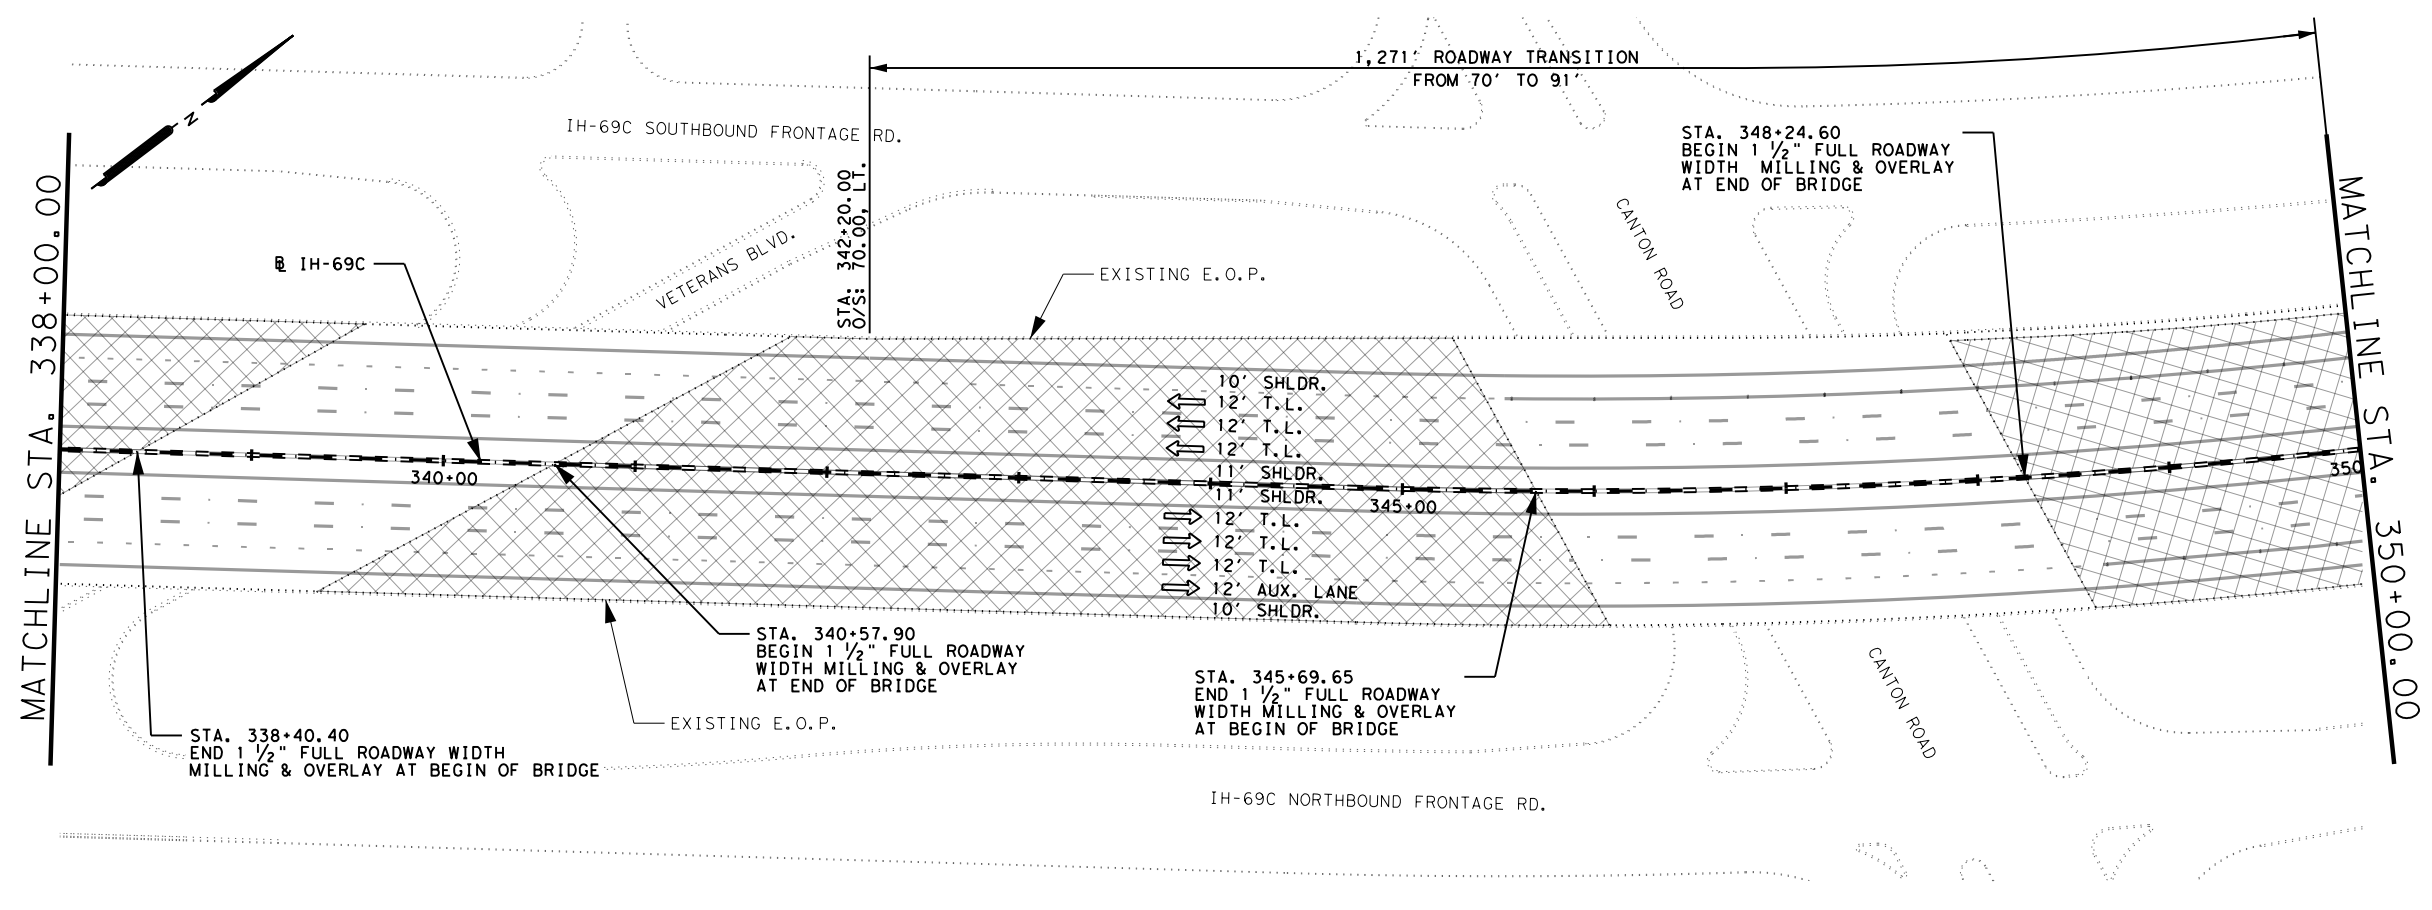 1,271' ROADWAY TRANSITION
FROM 70' TO 91'
N
IH-69C SOUTHBOUND FRONTAGE RD.
STA. 348+24.60
BEGIN 1 ½" FULL ROADWAY
WIDTH MILLING & OVERLAY
AT END OF BRIDGE
MATCHLINE STA. 338+00.00
STA: 342+20.00
O/S: 70.00, LT.
VETERANS BLVD.
CANTON ROAD
MATCHLINE STA. 350+00.00
℄ IH-69C
EXISTING E.O.P.
10' SHLDR.
12' T.L.
12' T.L.
12' T.L.
11' SHLDR.
11' SHLDR.
12' T.L.
12' T.L.
12' T.L.
12' AUX. LANE
10' SHLDR.
340+00
345+00
350
STA. 340+57.90
BEGIN 1 ½" FULL ROADWAY
WIDTH MILLING & OVERLAY
AT END OF BRIDGE
STA. 345+69.65
END 1 ½" FULL ROADWAY
WIDTH MILLING & OVERLAY
AT BEGIN OF BRIDGE
CANTON ROAD
EXISTING E.O.P.
STA. 338+40.40
END 1 ½" FULL ROADWAY WIDTH
MILLING & OVERLAY AT BEGIN OF BRIDGE
IH-69C NORTHBOUND FRONTAGE RD.